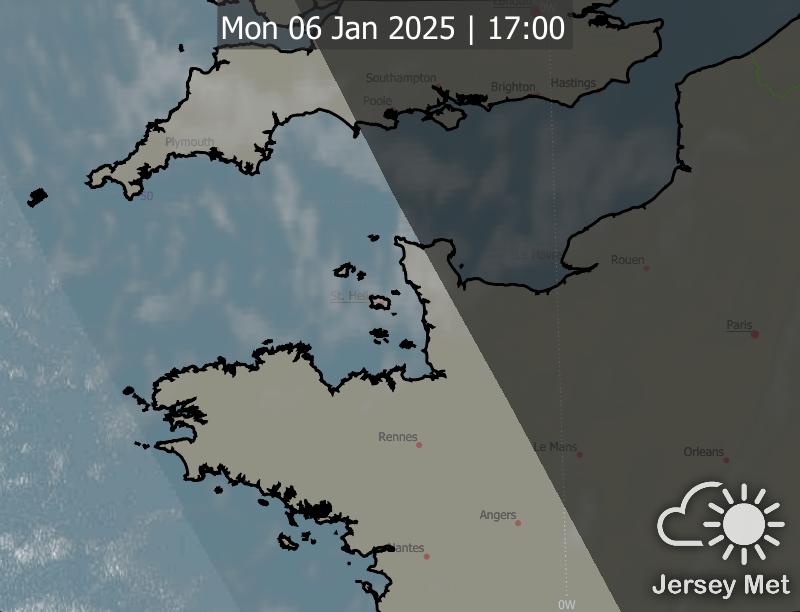 London
Mon 06 Jan 2025 | 17:00
0W
Southampton
Brighton
Hastings
Poole
Plymouth
50
Le Havre
Rouen
St. Helier
Paris
Rennes
Le Mans
Orleans
Angers
Nantes
Jersey Met
0W